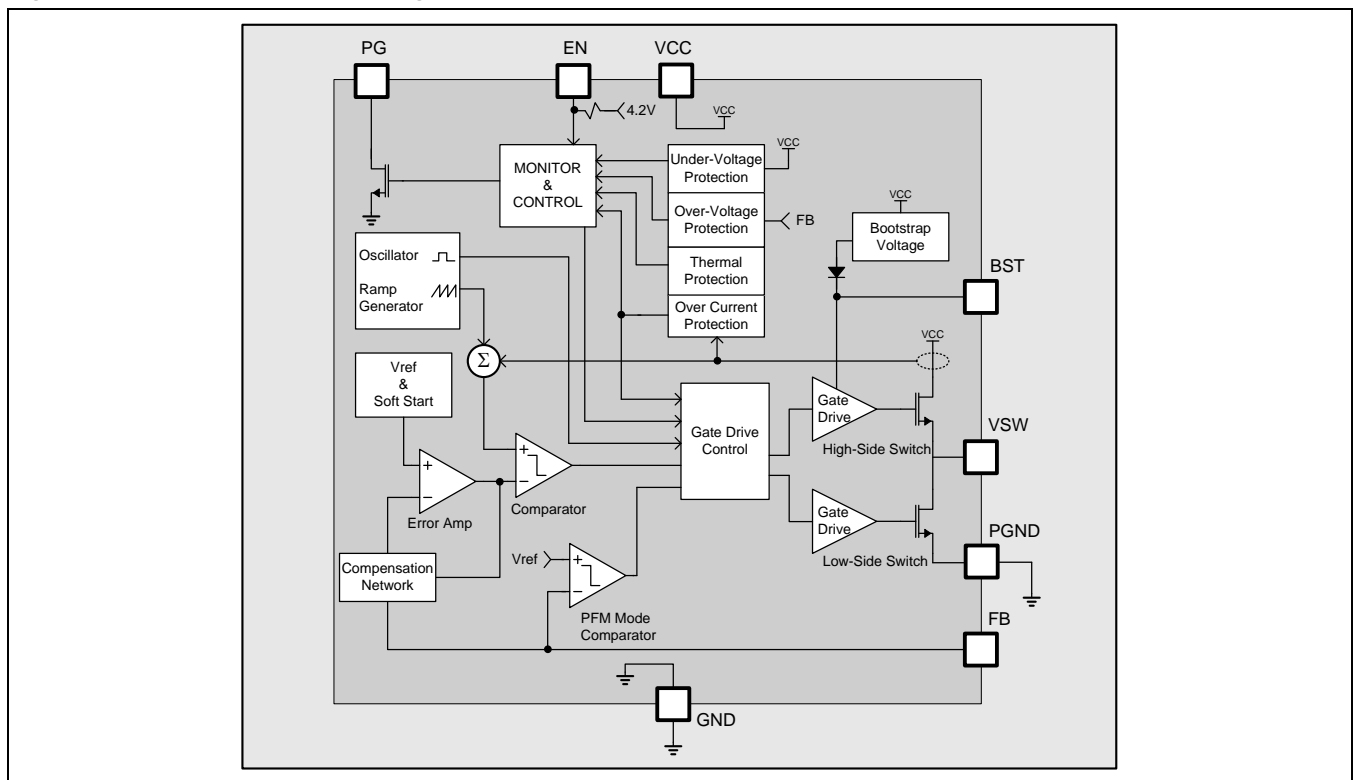 PG
EN
VCC
4.2V
VCC
MONITOR
&
CONTROL
Under-Voltage
Protection
VCC
Over-Voltage
Protection
FB
Thermal
Protection
Over Current
Protection
VCC
Bootstrap
Voltage
BST
Oscillator
Ramp
Generator
Σ
VCC
Vref
&
Soft Start
Gate Drive
Control
Gate
Drive
High-Side Switch
VSW
+
−
Error Amp
+
−
Comparator
Gate
Drive
Low-Side Switch
PGND
Compensation
Network
Vref
+
−
PFM Mode
Comparator
FB
GND